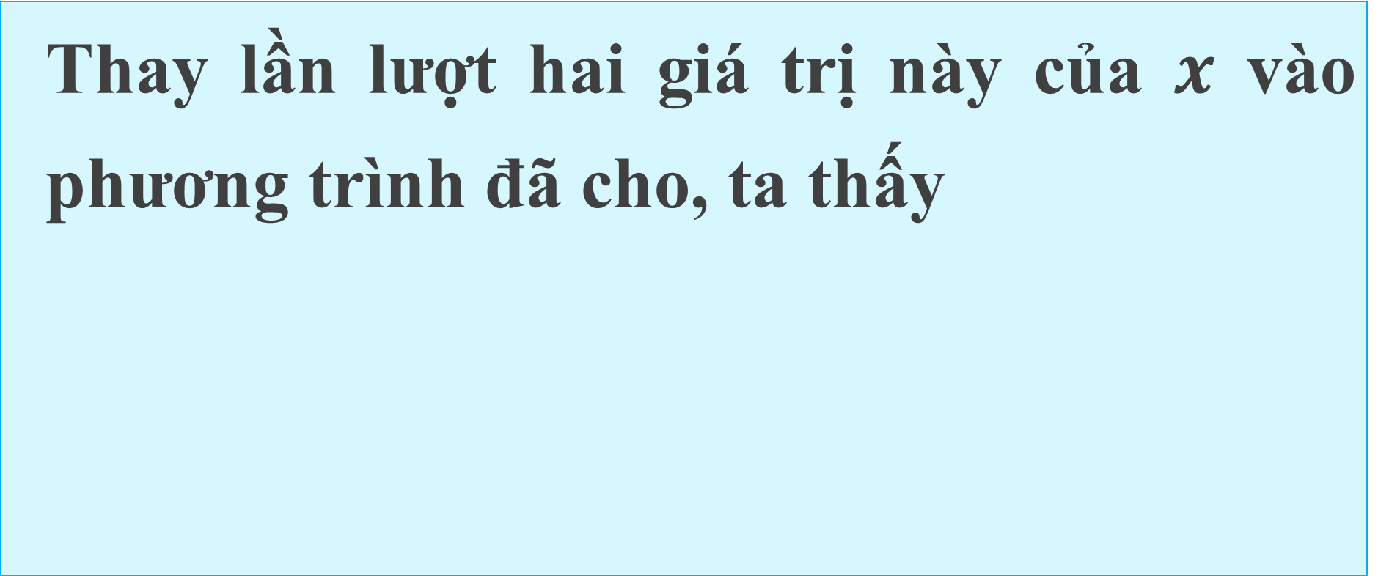 Thay lần lượt hai giá trị này của 𝒙 vào
phương trình đã cho, ta thấy